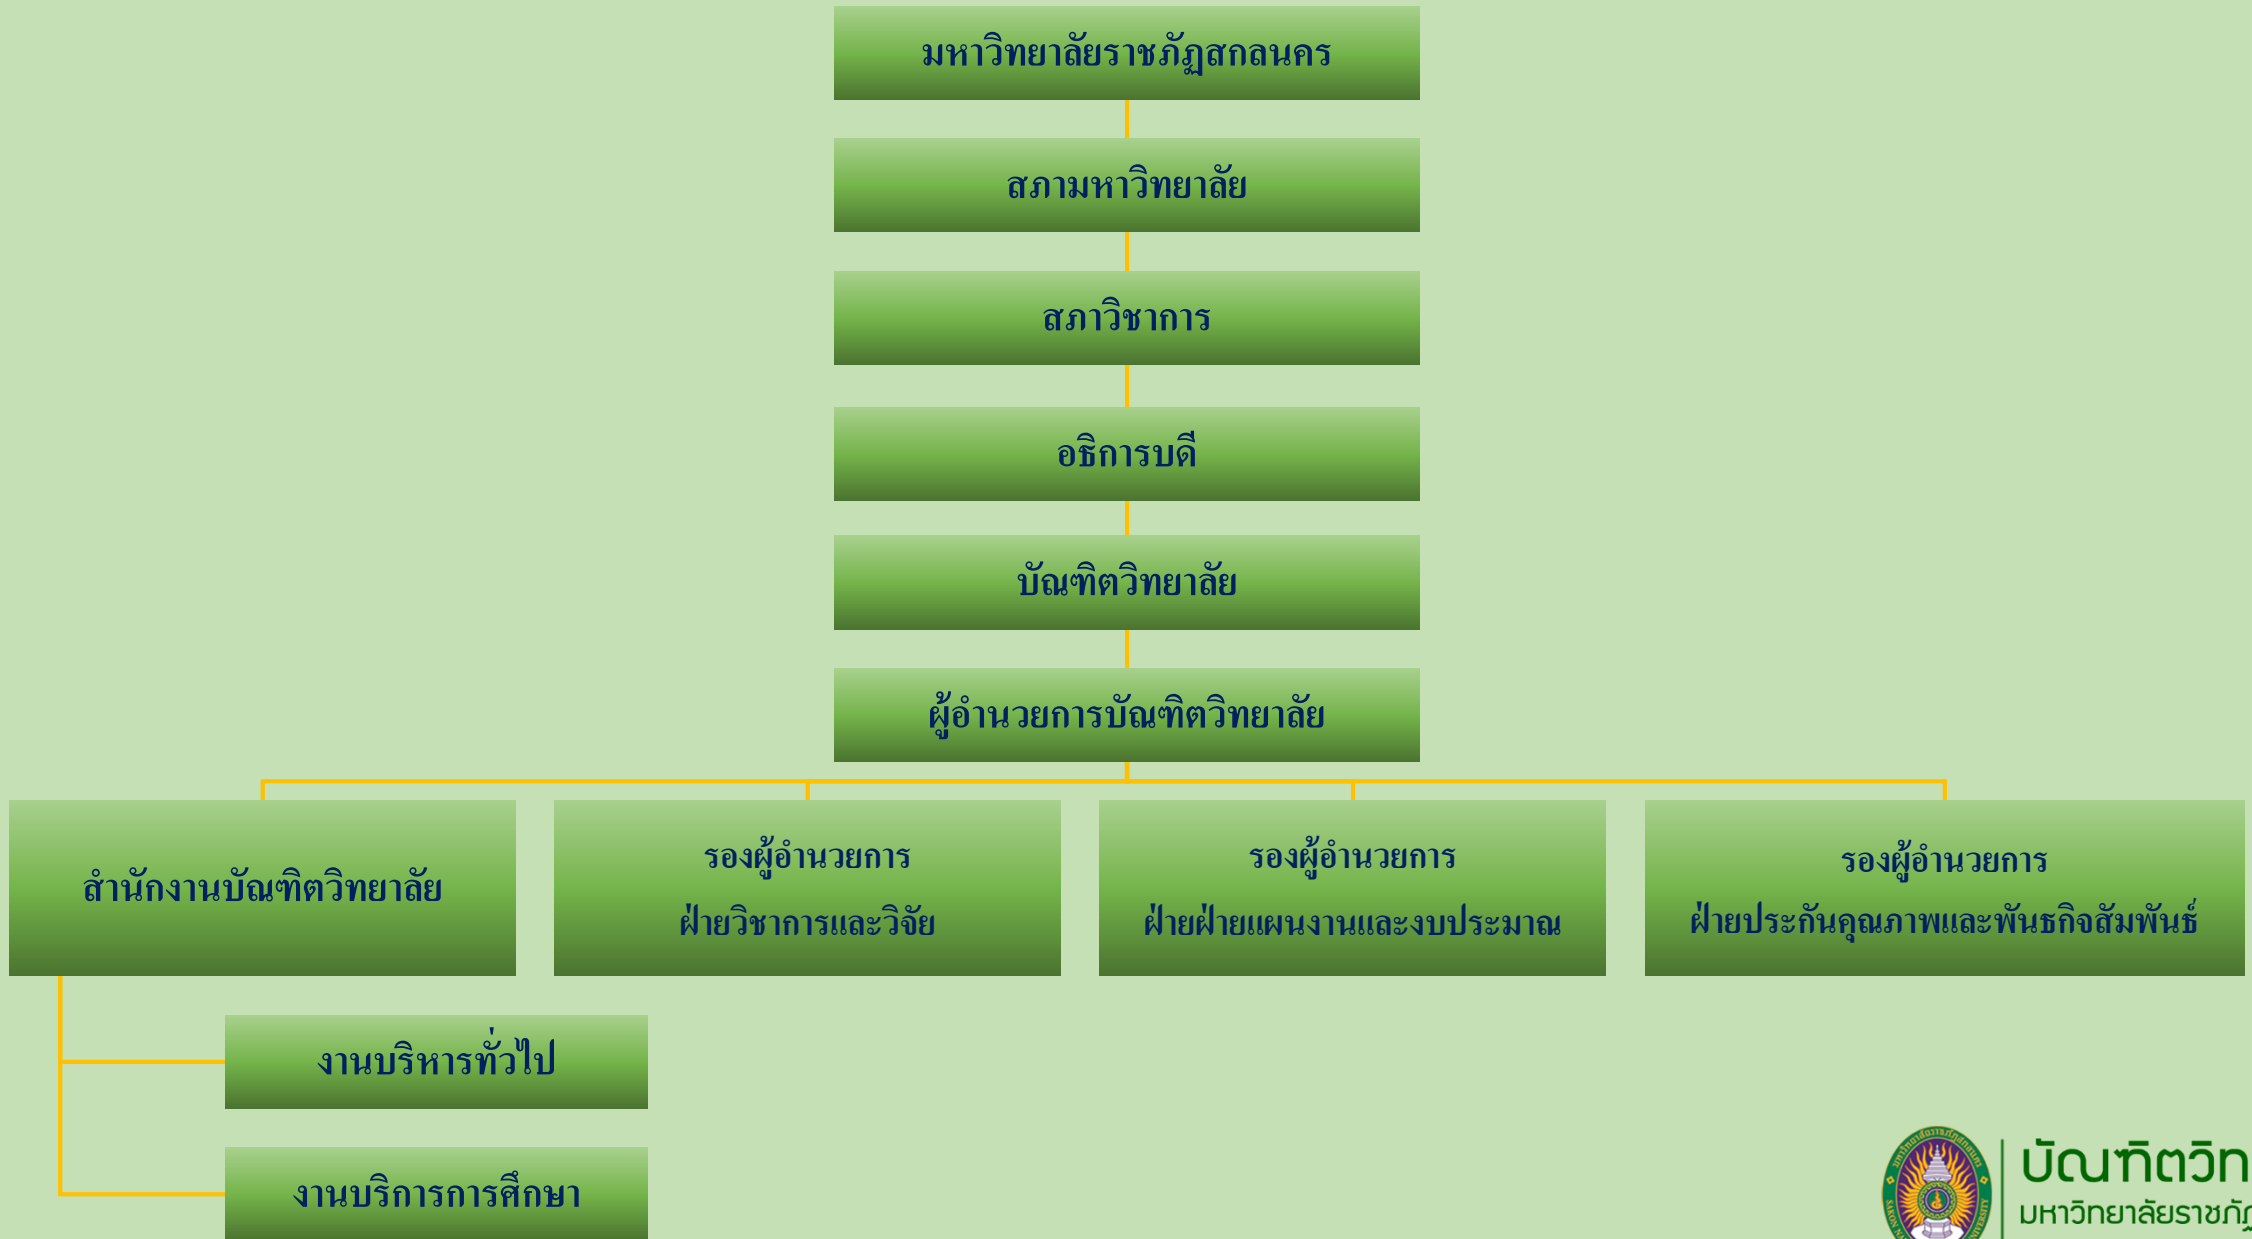 มหาวิทยาลัยราชภัฏสกลนคร
สภามหาวิทยาลัย
สภาวิชาการ
อธิการบดี
บัณฑิตวิทยาลัย
ผู้อำนวยการบัณฑิตวิทยาลัย
สำนักงานบัณฑิตวิทยาลัย
รองผู้อำนวยการ
ฝ่ายวิชาการและวิจัย
รองผู้อำนวยการ
ฝ่ายฝ่ายแผนงานและงบประมาณ
รองผู้อำนวยการ
ฝ่ายประกันคุณภาพและพันธกิจสัมพันธ์
งานบริหารทั่วไป
งานบริการการศึกษา
บัณฑิตวิท
มหาวิทยาลัยราชภัฏ